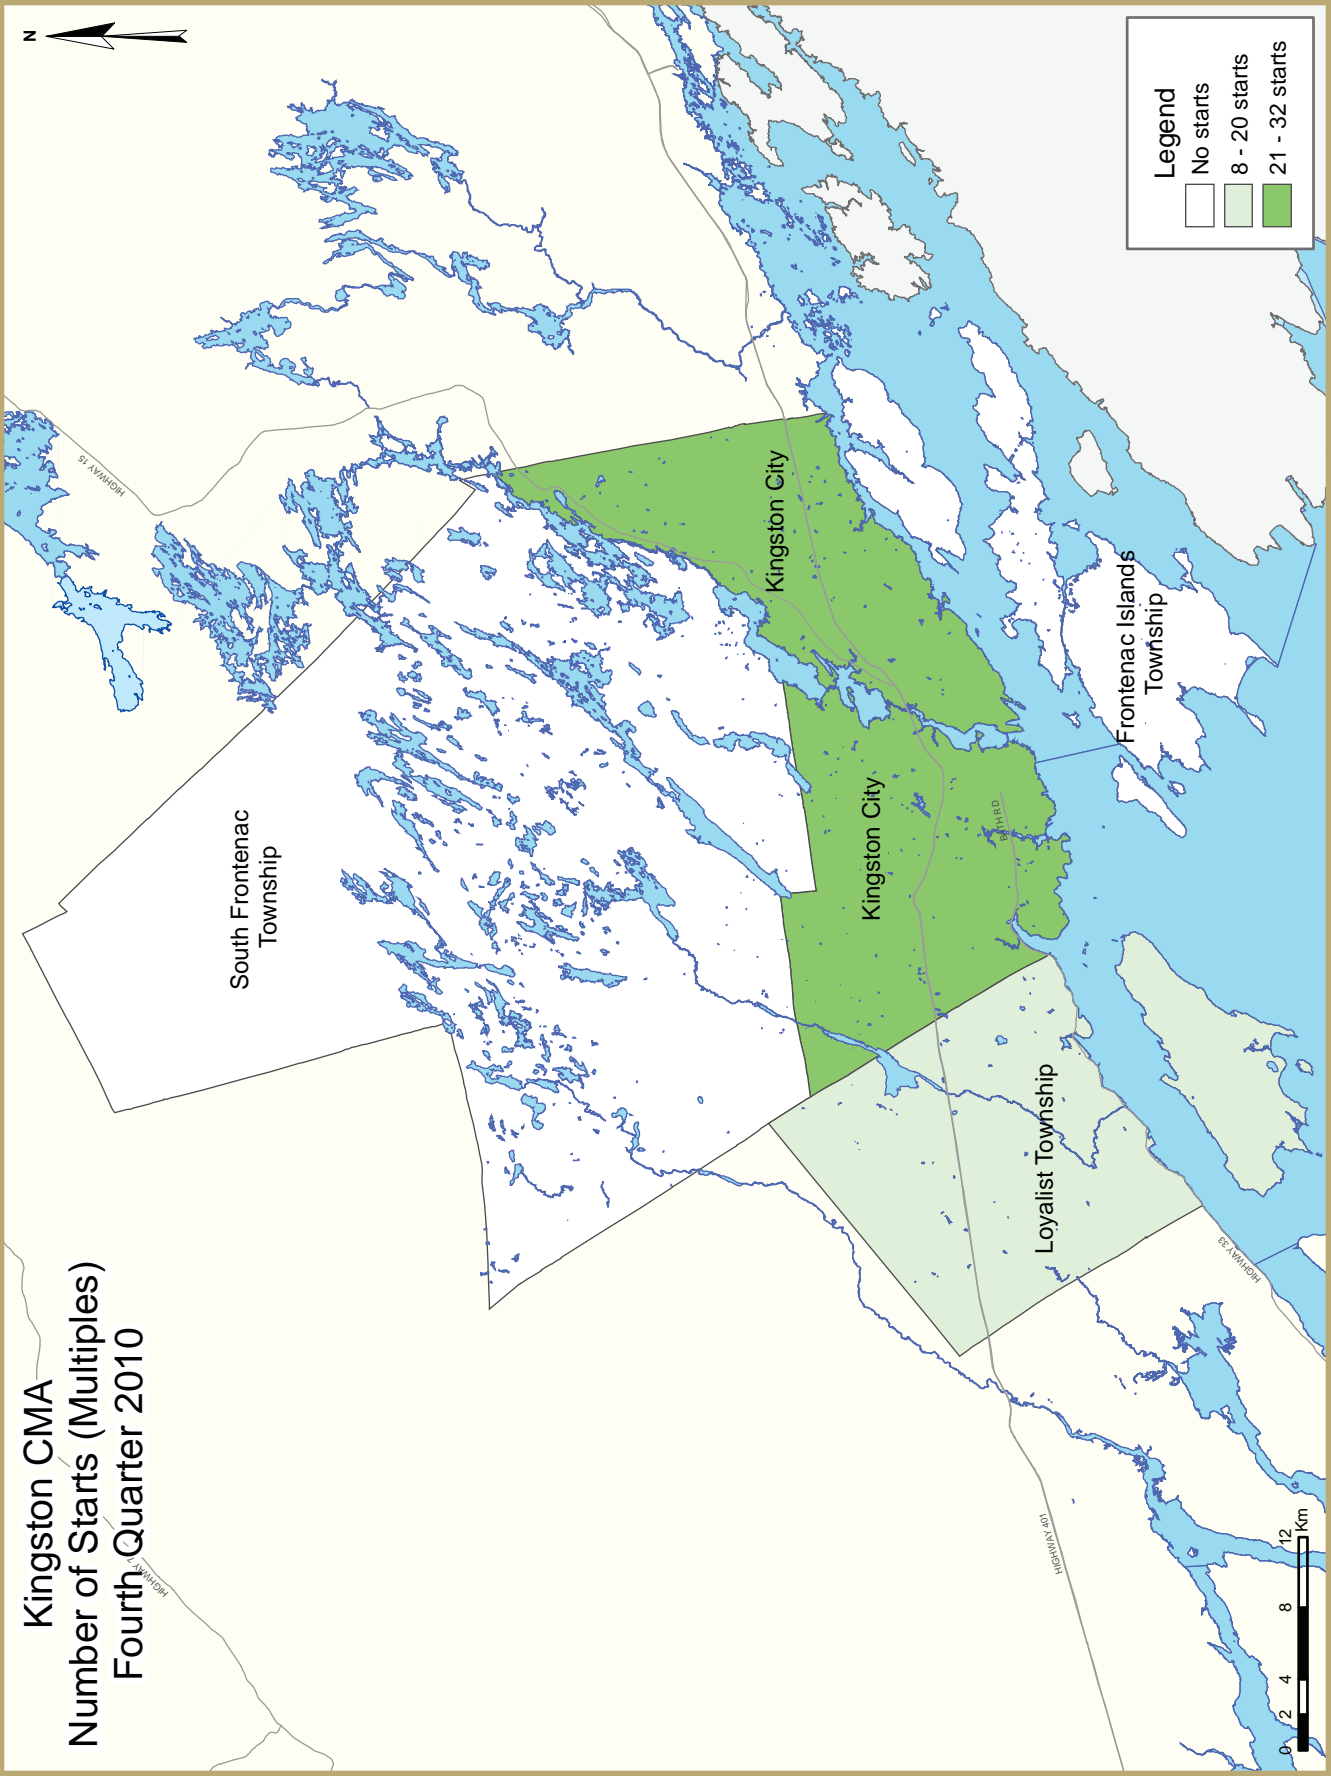 Kingston CMA
Number of Starts (Multiples)
Fourth Quarter 2010
N
HIGHWAY 7
HIGHWAY 15
South Frontenac
Township
Kingston City
Kingston City
BATH RD
Loyalist Township
Frontenac Islands
Township
HIGHWAY 33
HIGHWAY 401
Legend
No starts
8 - 20 starts
21 - 32 starts
0 2 4 8 12
Km